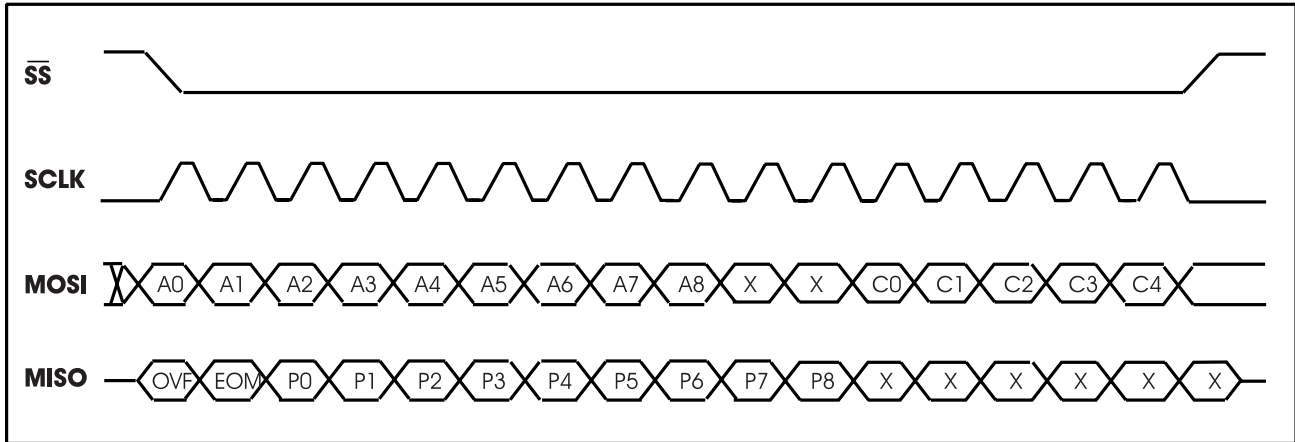 SS
SCLK
MOSI A0 A1 A2 A3 A4 A5 A6 A7 A8 X X C0 C1 C2 C3 C4
MISO OVF EOM P0 P1 P2 P3 P4 P5 P6 P7 P8 X X X X X X